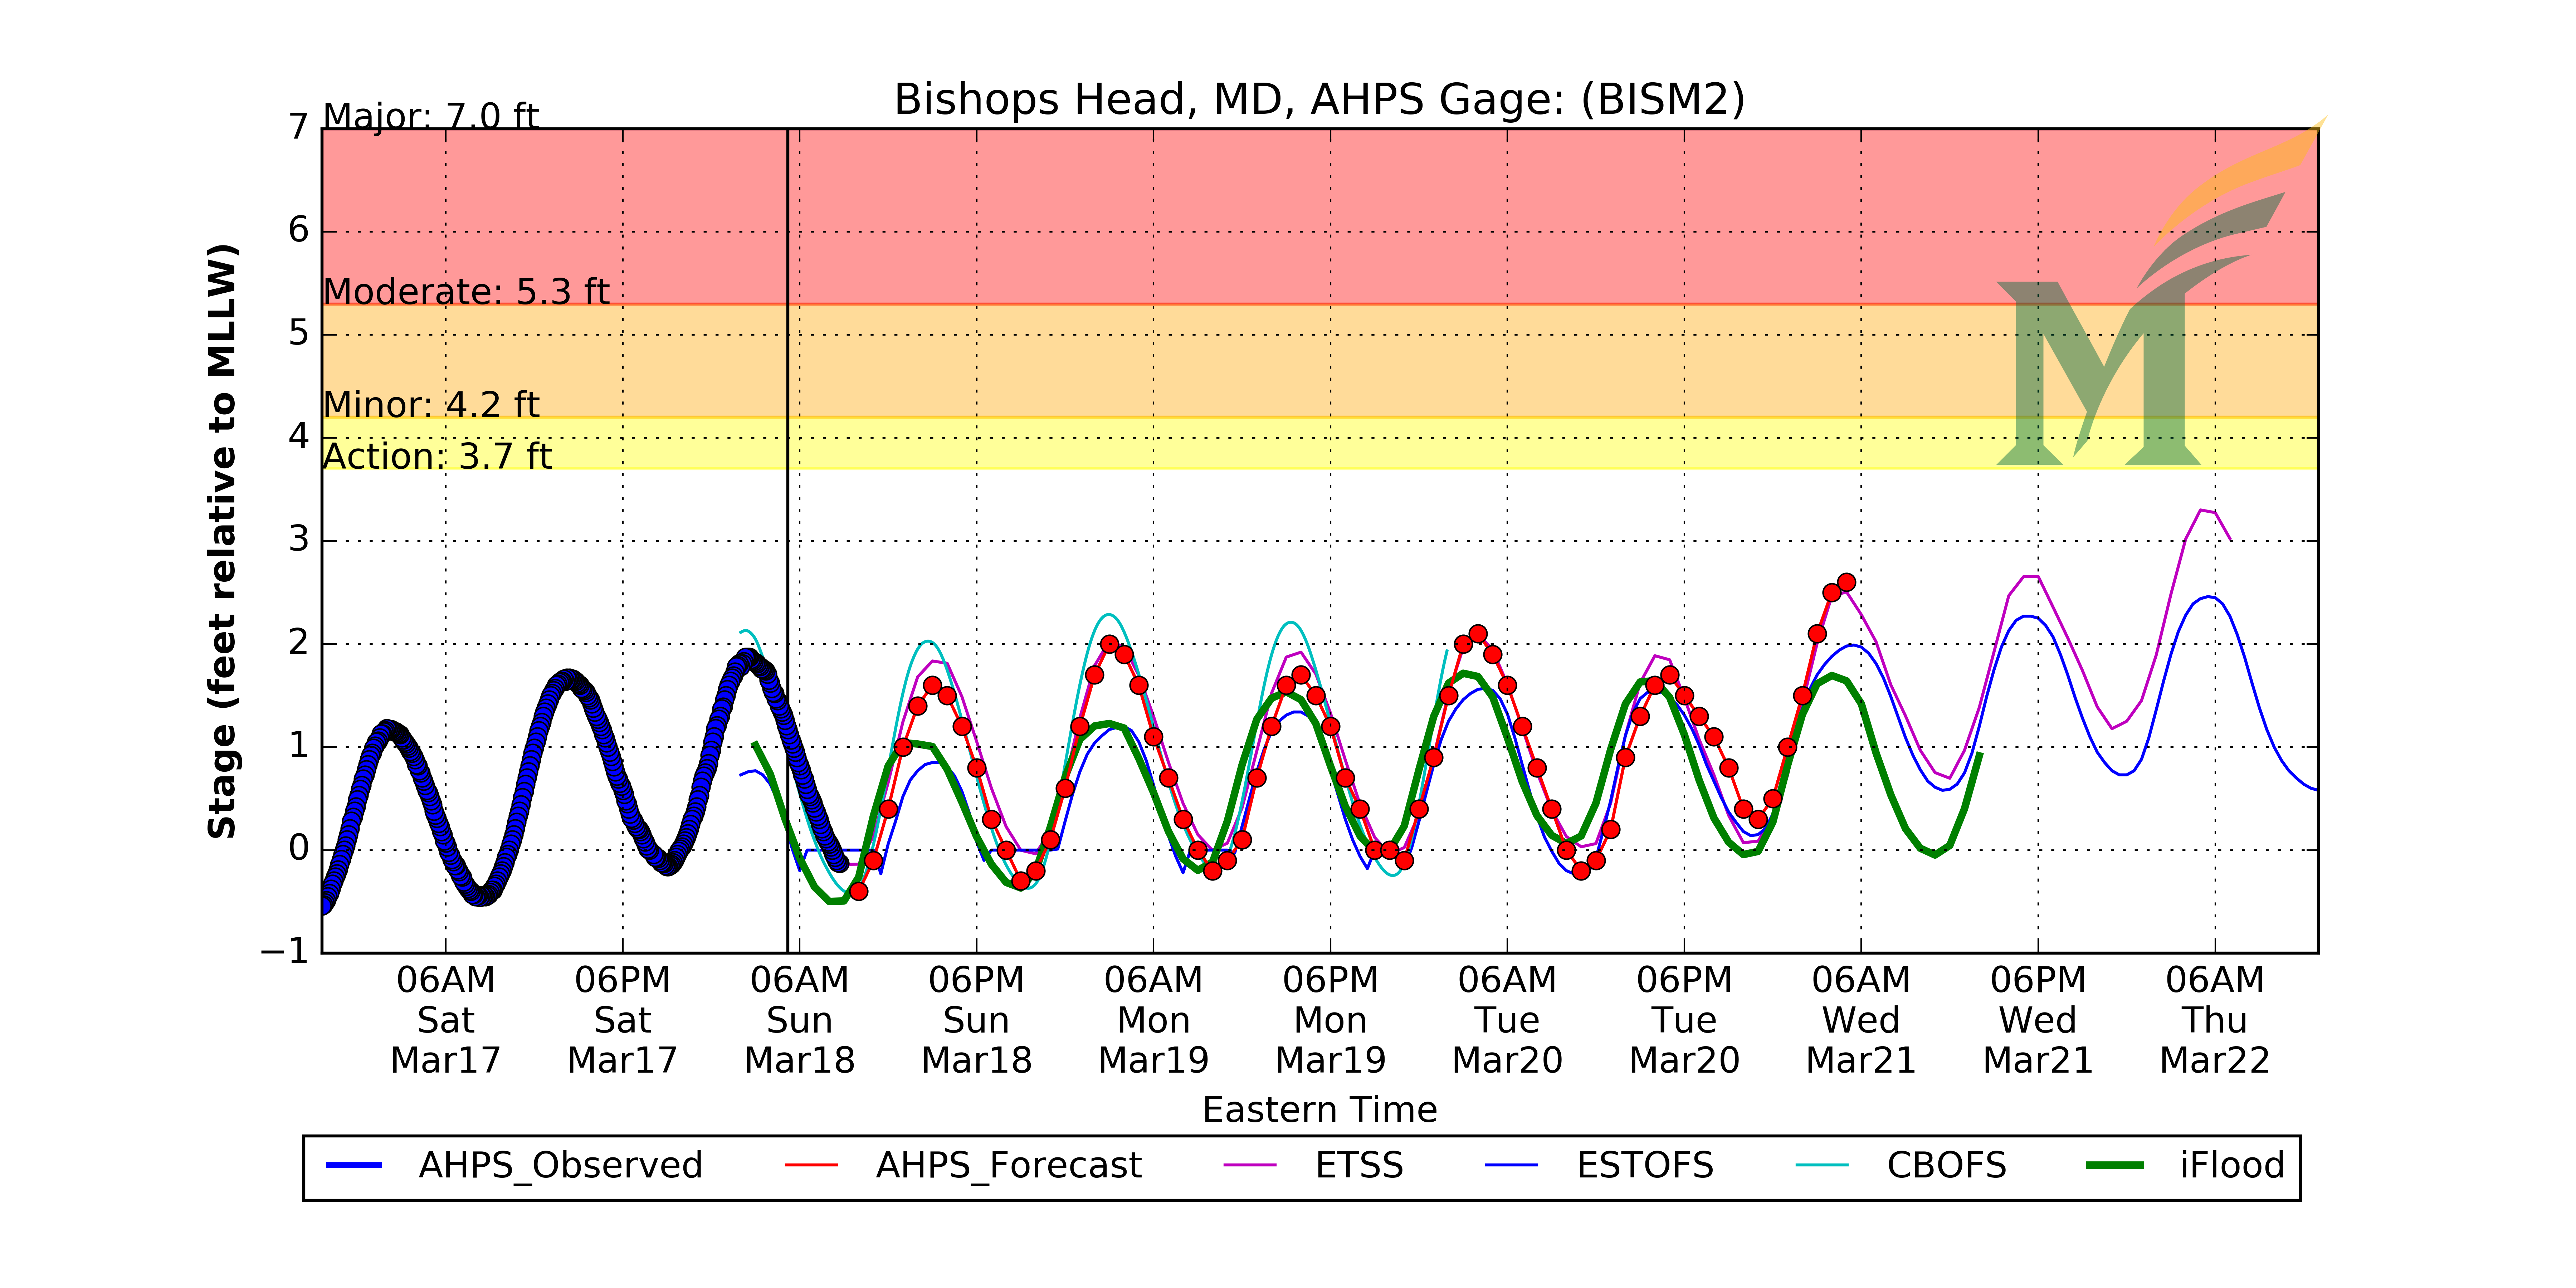 Bishops Head, MD, AHPS Gage: (BISM2)
Major: 7.0 ft
Moderate: 5.3 ft
Minor: 4.2 ft
Action: 3.7 ft
Stage (feet relative to MLLW)
7
6
5
4
3
2
1
0
−1
06AM 06PM 06AM 06PM 06AM 06PM 06AM 06PM 06AM 06PM 06AM
Sat Sat Sun Sun Mon Mon Tue Tue Wed Wed Thu
Mar17 Mar17 Mar18 Mar18 Mar19 Mar19 Mar20 Mar20 Mar21 Mar21 Mar22
Eastern Time
AHPS_Observed AHPS_Forecast ETSS ESTOFS CBOFS iFlood
M